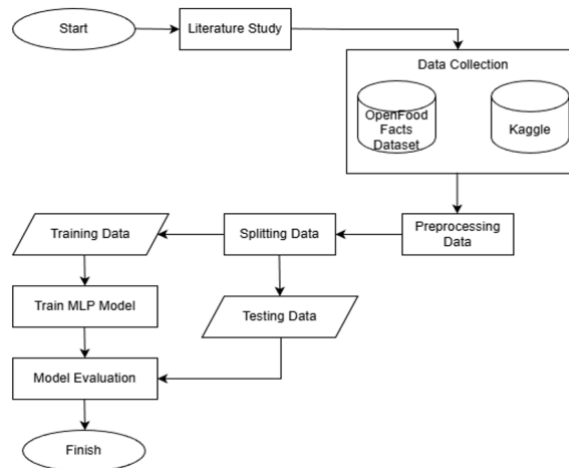 Start
Literature Study
Data Collection
OpenFood
Facts
Dataset
Kaggle
Training Data
Splitting Data
Preprocessing
Data
Train MLP Model
Testing Data
Model Evaluation
Finish